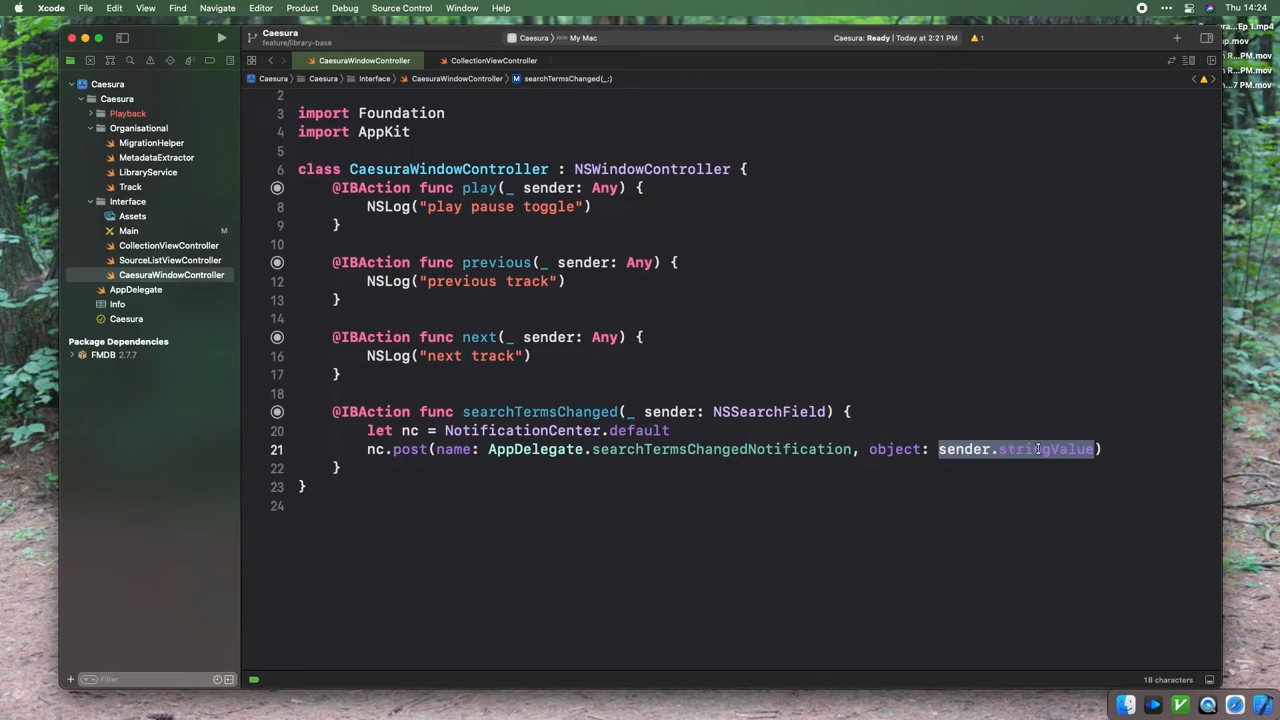 Xcode File Edit View Find Navigate Editor Product Debug Source Control Window Help
Thu 14:24
Ep 1.mp4
Caesura
feature/library-base
Caesura My Mac
Caesura: Ready | Today at 2:21 PM
1
CaesuraWindowController
CollectionViewController
Caesura Caesura Interface CaesuraWindowController M searchTermsChanged(_:)
Caesura
Caesura
Playback
Organisational
MigrationHelper
MetadataExtractor
LibraryService
Track
Interface
Assets
Main M
CollectionViewController
SourceListViewController
CaesuraWindowController
AppDelegate
Info
Caesura
Package Dependencies
FMDB 2.7.7
Filter
2
3 import Foundation
4 import AppKit
5
6 class CaesuraWindowController : NSWindowController {
@IBAction func play(_ sender: Any) {
8 NSLog("play pause toggle")
9 }
10
@IBAction func previous(_ sender: Any) {
12 NSLog("previous track")
13 }
14
@IBAction func next(_ sender: Any) {
16 NSLog("next track")
17 }
18
@IBAction func searchTermsChanged(_ sender: NSSearchField) {
20 let nc = NotificationCenter.default
21 nc.post(name: AppDelegate.searchTermsChangedNotification, object: sender.stringValue)
22 }
23 }
24
18 characters